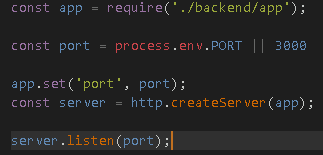 const app = require('./backend/app');
const port = process.env.PORT || 3000
app.set('port', port);
const server = http.createServer(app);
server.listen(port);